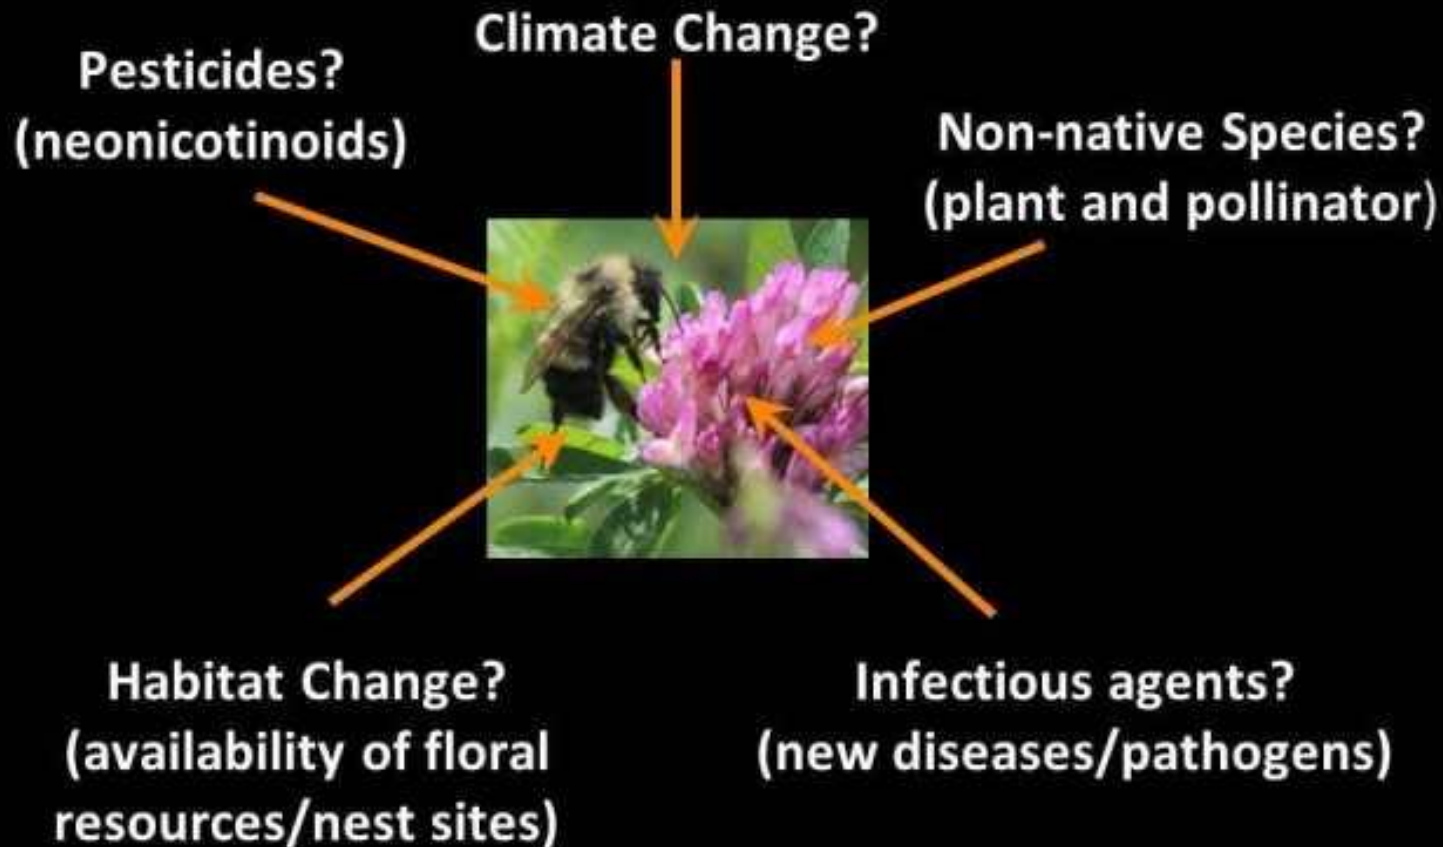 Climate Change?
Pesticides?
(neonicotinoids)
Non-native Species?
(plant and pollinator)
Habitat Change?
(availability of floral
resources/nest sites)
Infectious agents?
(new diseases/pathogens)